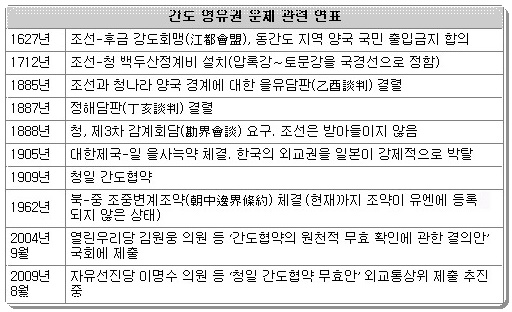 간도 영유권 문제 관련 연표
1627년 조선-후금 강도회맹(江都會盟), 동간도 지역 양국 국민 출입금지 합의
1712년 조선-청 백두산정계비 설치(압록강~토문강을 국경선으로 정함)
1885년 조선과 청나라 양국 경계에 대한 을유담판(乙酉談判) 결렬
1887년 정해담판(丁亥談判) 결렬
1888년 청, 제3차 감계회담(勘界會談) 요구. 조선은 받아들이지 않음
1905년 대한제국-일 을사늑약 체결. 한국의 외교권을 일본이 강제적으로 박탈
1909년 청일 간도협약
1962년 북-중 조중변계조약(朝中邊界條約) 체결(현재까지 조약이 유엔에 등록
되지 않은 상태)
2004년 열린우리당 김원웅 의원 등 '간도협약의 원천적 무효 확인에 관한 결의안'
9월 국회에 제출
2009년 자유선진당 이명수 의원 등 '청일 간도협약 무효안' 외교통상위 제출 추진
8월 중